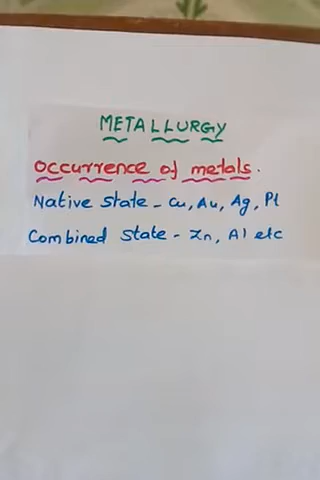 METALLURGY
Occurrence of metals.
Native state - Cu, Au, Ag, Pt
Combined state - Zn, Al etc